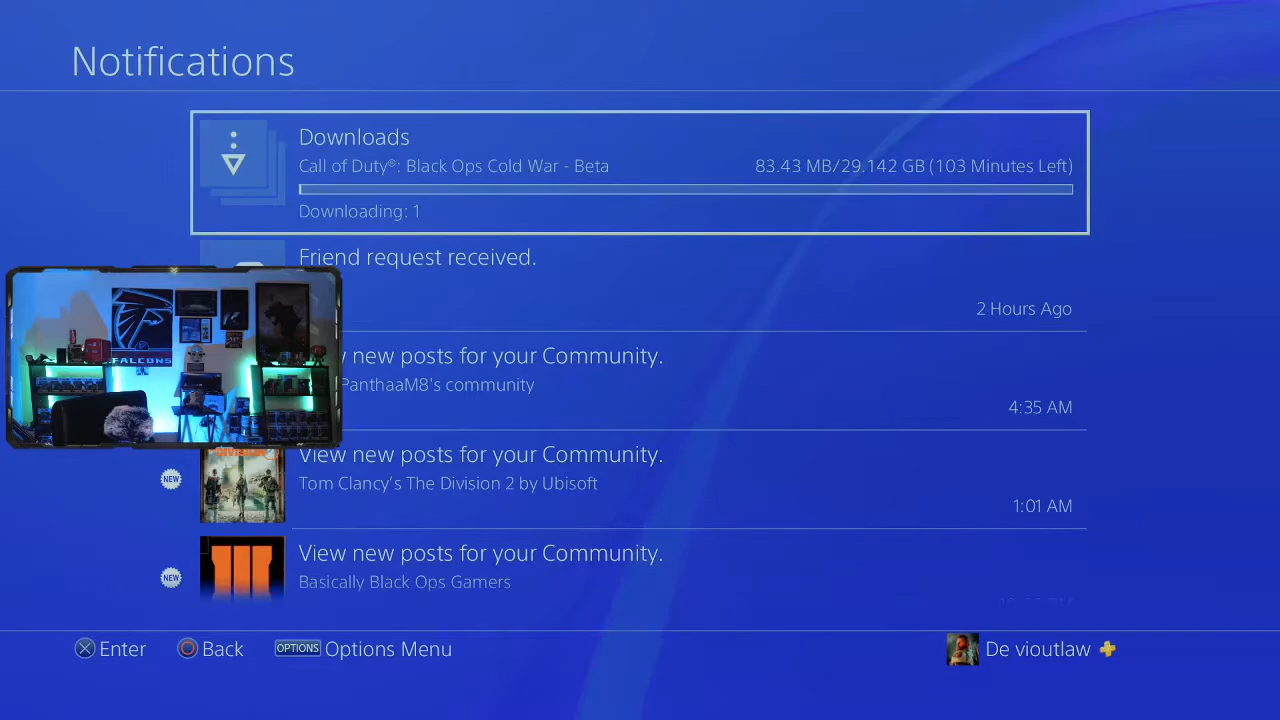 Notifications
Downloads
Call of Duty®: Black Ops Cold War - Beta 83.43 MB/29.142 GB (103 Minutes Left)
Downloading: 1
Friend request received.
2 Hours Ago
new posts for your Community.
PanthaaM8's community
4:35 AM
FALCONS
View new posts for your Community.
NEW
Tom Clancy's The Division 2 by Ubisoft
1:01 AM
View new posts for your Community.
NEW
Basically Black Ops Gamers
Enter Back OPTIONS Options Menu De vioutlaw